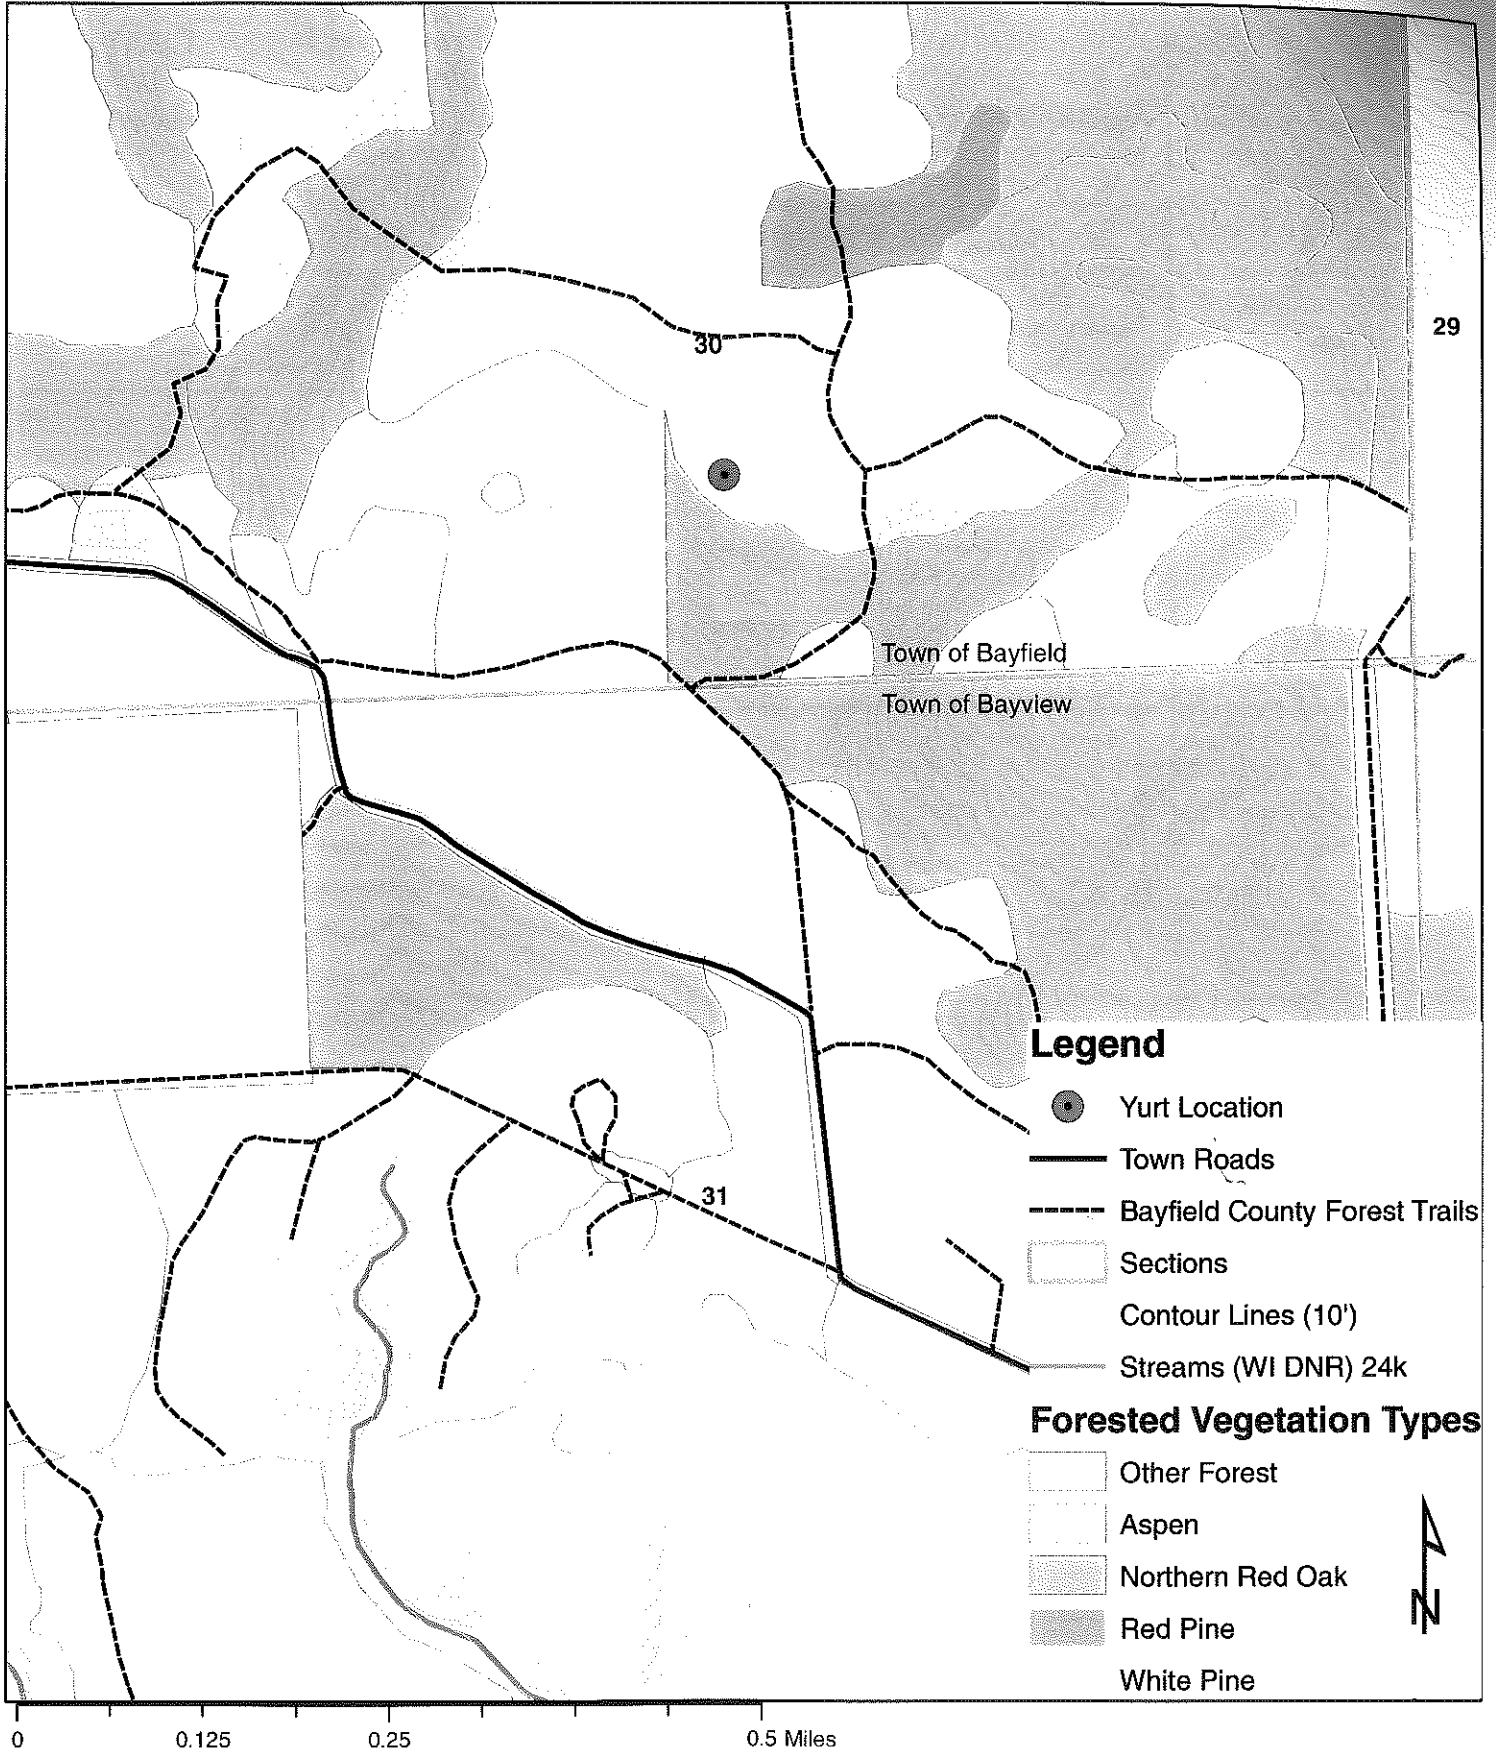 30
29
Town of Bayfield
Town of Bayview
31
Legend
Yurt Location
Town Roads
Bayfield County Forest Trails
Sections
Contour Lines (10')
Streams (WI DNR) 24k
Forested Vegetation Types
Other Forest
Aspen
Northern Red Oak
Red Pine
White Pine
N
0 0.125 0.25 0.5 Miles